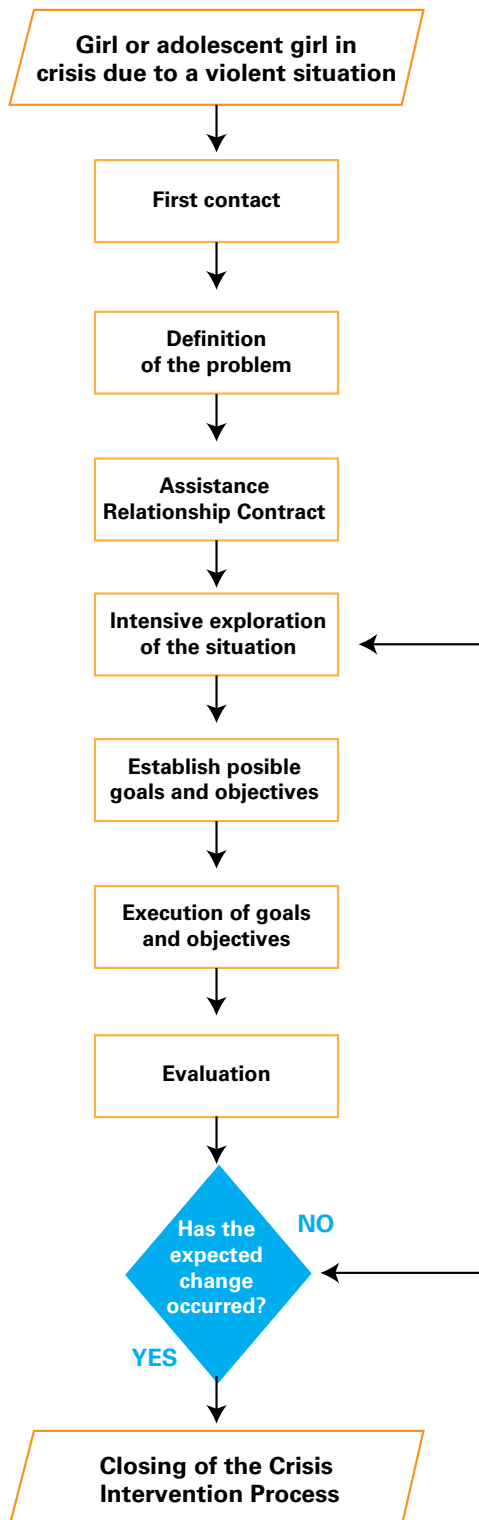 Girl or adolescent girl in
crisis due to a violent situation
First contact
Definition
of the problem
Assistance
Relationship Contract
Intensive exploration
of the situation
Establish posible
goals and objectives
Execution of goals
and objectives
Evaluation
Has the
expected
change
occurred?
NO
YES
Closing of the Crisis
Intervention Process